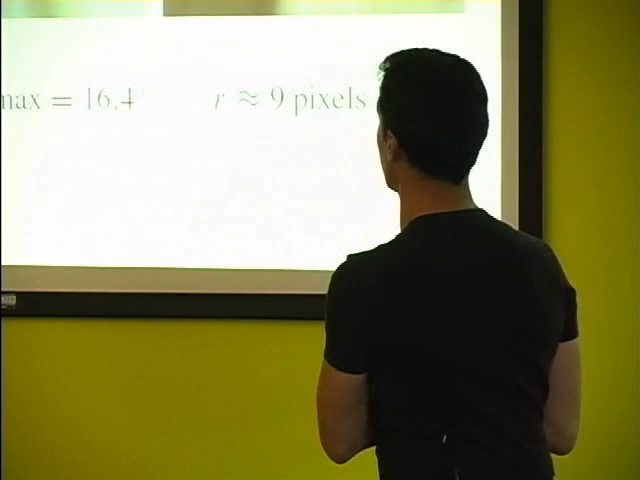 max = 16.4° r ≈ 9 pixels